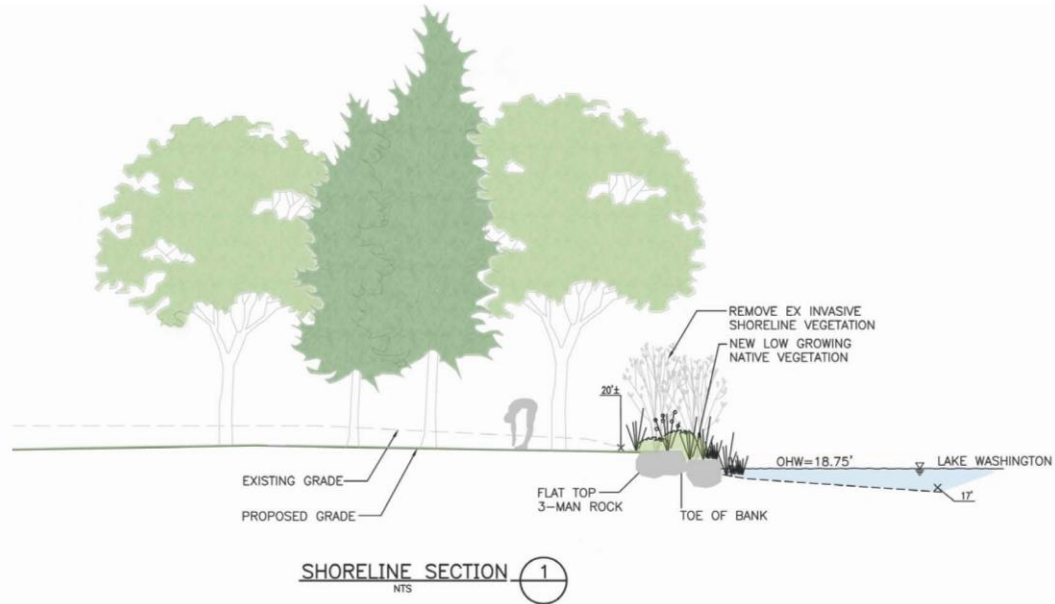 REMOVE EX INVASIVE
SHORELINE VEGETATION
NEW LOW GROWING
NATIVE VEGETATION
20'±
OHW=18.75'
LAKE WASHINGTON
EXISTING GRADE
FLAT TOP
3-MAN ROCK
17'
PROPOSED GRADE
TOE OF BANK
SHORELINE SECTION
1
NTS